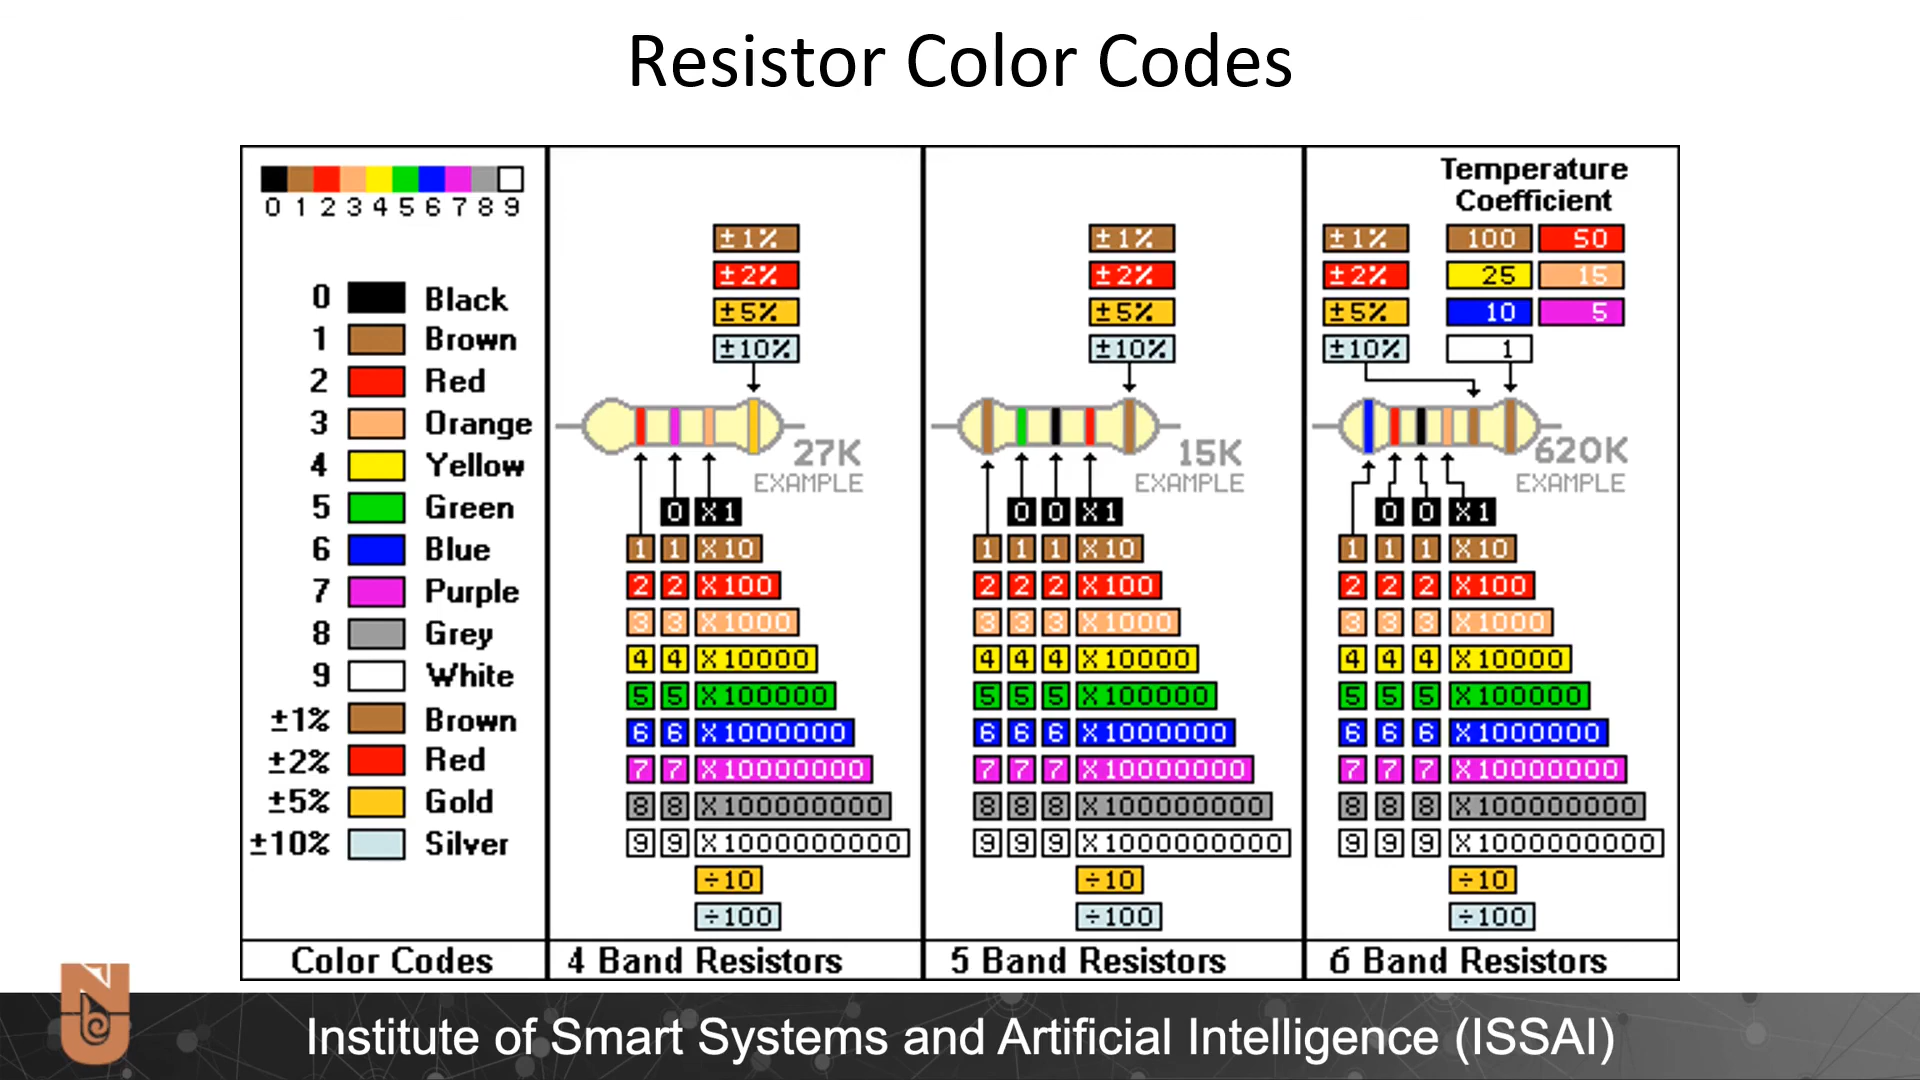 Resistor Color Codes
0 1 2 3 4 5 6 7 8 9
0 Black
1 Brown
2 Red
3 Orange
4 Yellow
5 Green
6 Blue
7 Purple
8 Grey
9 White
±1% Brown
±2% Red
±5% Gold
±10% Silver
Color Codes
±1%
±2%
±5%
±10%
27K
EXAMPLE
0 X1
1 1 X10
2 2 X100
3 3 X1000
4 4 X10000
5 5 X100000
6 6 X1000000
7 7 X10000000
8 8 X100000000
9 9 X1000000000
÷10
÷100
4 Band Resistors
±1%
±2%
±5%
±10%
15K
EXAMPLE
0 0 X1
1 1 1 X10
2 2 2 X100
3 3 3 X1000
4 4 4 X10000
5 5 5 X100000
6 6 6 X1000000
7 7 7 X10000000
8 8 8 X100000000
9 9 9 X1000000000
÷10
÷100
5 Band Resistors
Temperature
Coefficient
±1% 100 50
±2% 25 15
±5% 10 5
±10% 1
620K
EXAMPLE
0 0 X1
1 1 1 X10
2 2 2 X100
3 3 3 X1000
4 4 4 X10000
5 5 5 X100000
6 6 6 X1000000
7 7 7 X10000000
8 8 8 X100000000
9 9 9 X1000000000
÷10
÷100
6 Band Resistors
Institute of Smart Systems and Artificial Intelligence (ISSAI)